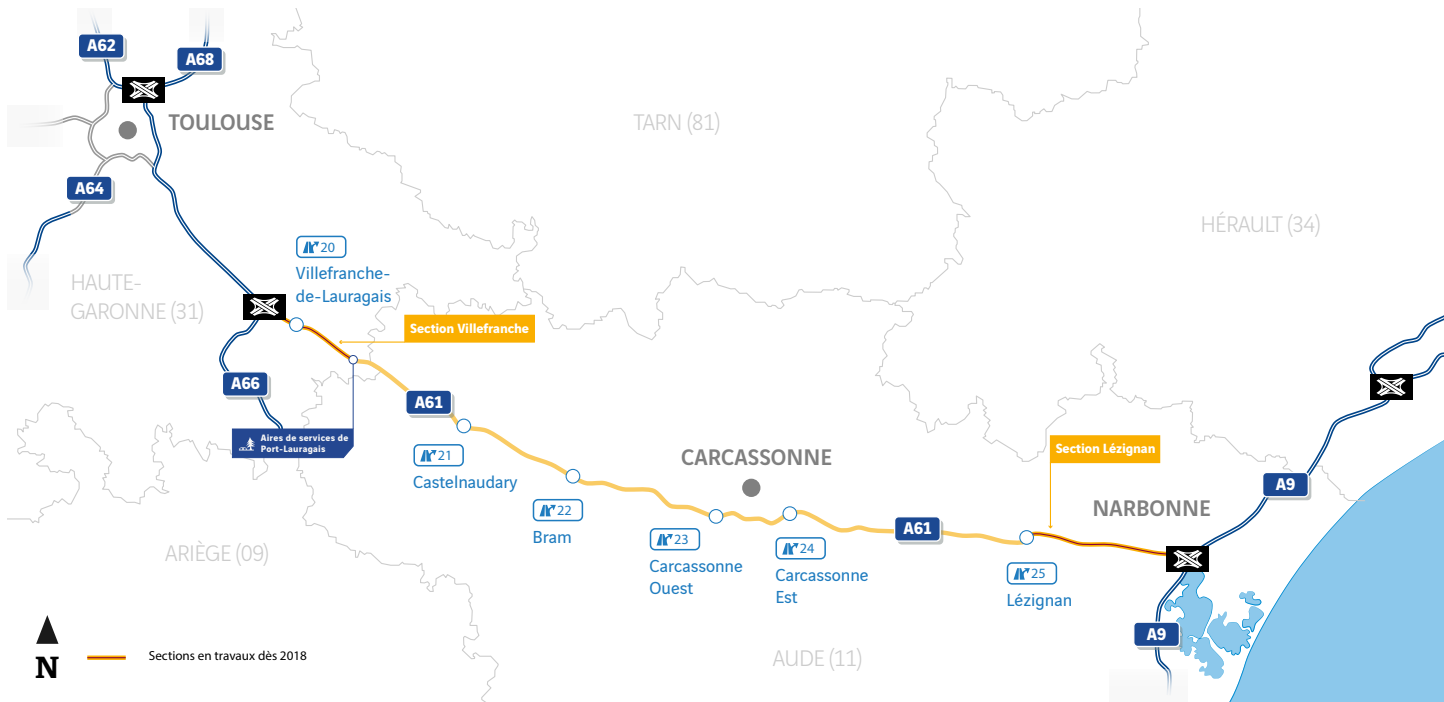 A62
A68
TOULOUSE
TARN (81)
A64
HÉRAULT (34)
20
Villefranche-
de-Lauragais
HAUTE-
GARONNE (31)
Section Villefranche
A66
A61
Aires de services de
Port-Lauragais
21
Castelnaudary
CARCASSONNE
Section Lézignan
A9
22
Bram
NARBONNE
23
Carcassonne
Ouest
24
Carcassonne
Est
A61
25
Lézignan
ARIÈGE (09)
A9
AUDE (11)
N
Sections en travaux dès 2018